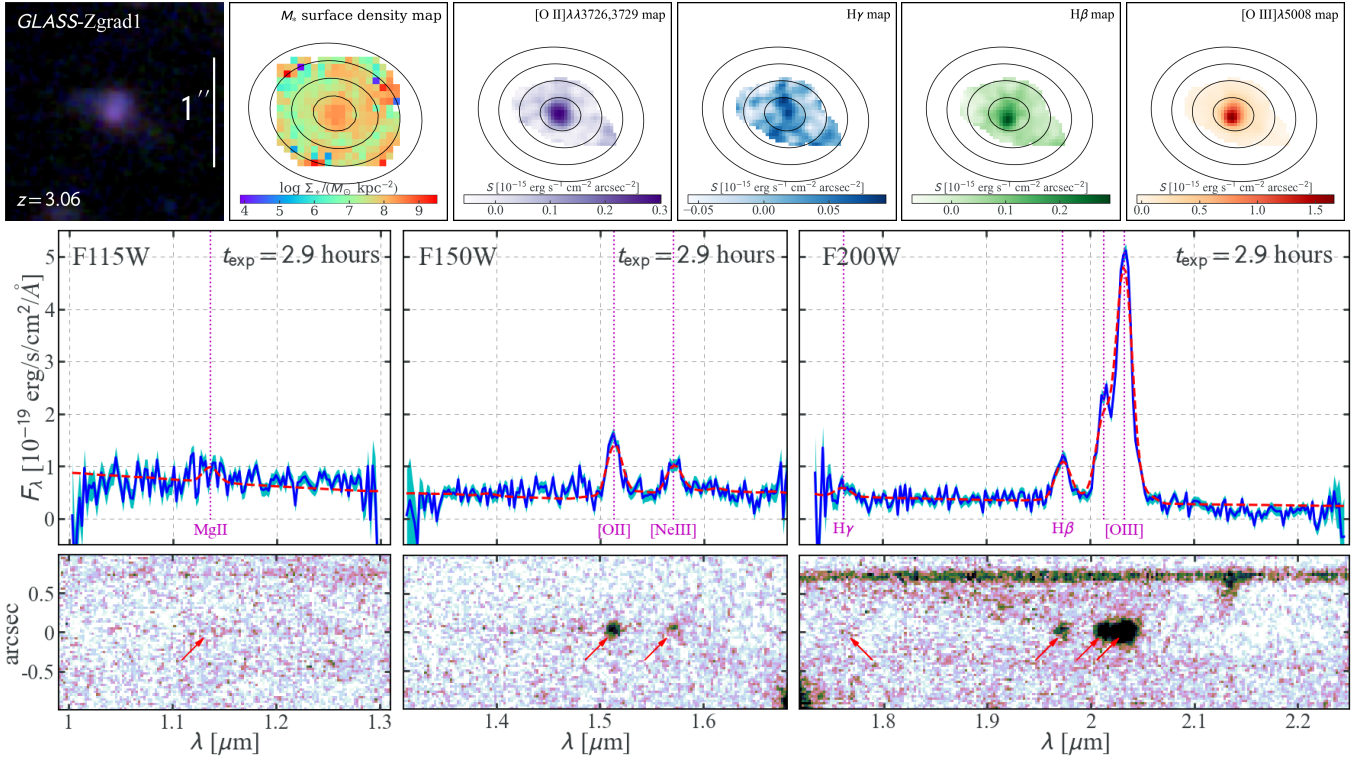 GLASS-Zgrad1
1′′
z = 3.06
M* surface density map
log Σ*/(M⊙ kpc−2)
4 5 6 7 8 9
[O II]λλ3726,3729 map
S [10−15 erg s−1 cm−2 arcsec−2]
0.0 0.1 0.2 0.3
Hγ map
S [10−15 erg s−1 cm−2 arcsec−2]
−0.05 0.00 0.05
Hβ map
S [10−15 erg s−1 cm−2 arcsec−2]
0.0 0.1 0.2
[O III]λ5008 map
S [10−15 erg s−1 cm−2 arcsec−2]
0.0 0.5 1.0 1.5
Fλ [10−19 erg/s/cm2/Å]
5
4
3
2
1
0
F115W
texp = 2.9 hours
MgII
F150W
texp = 2.9 hours
[OII] [NeIII]
F200W
texp = 2.9 hours
Hγ Hβ [OIII]
arcsec
0.5
0
-0.5
1 1.1 1.2 1.3
λ [μm]
1.4 1.5 1.6
λ [μm]
1.8 1.9 2 2.1 2.2
λ [μm]